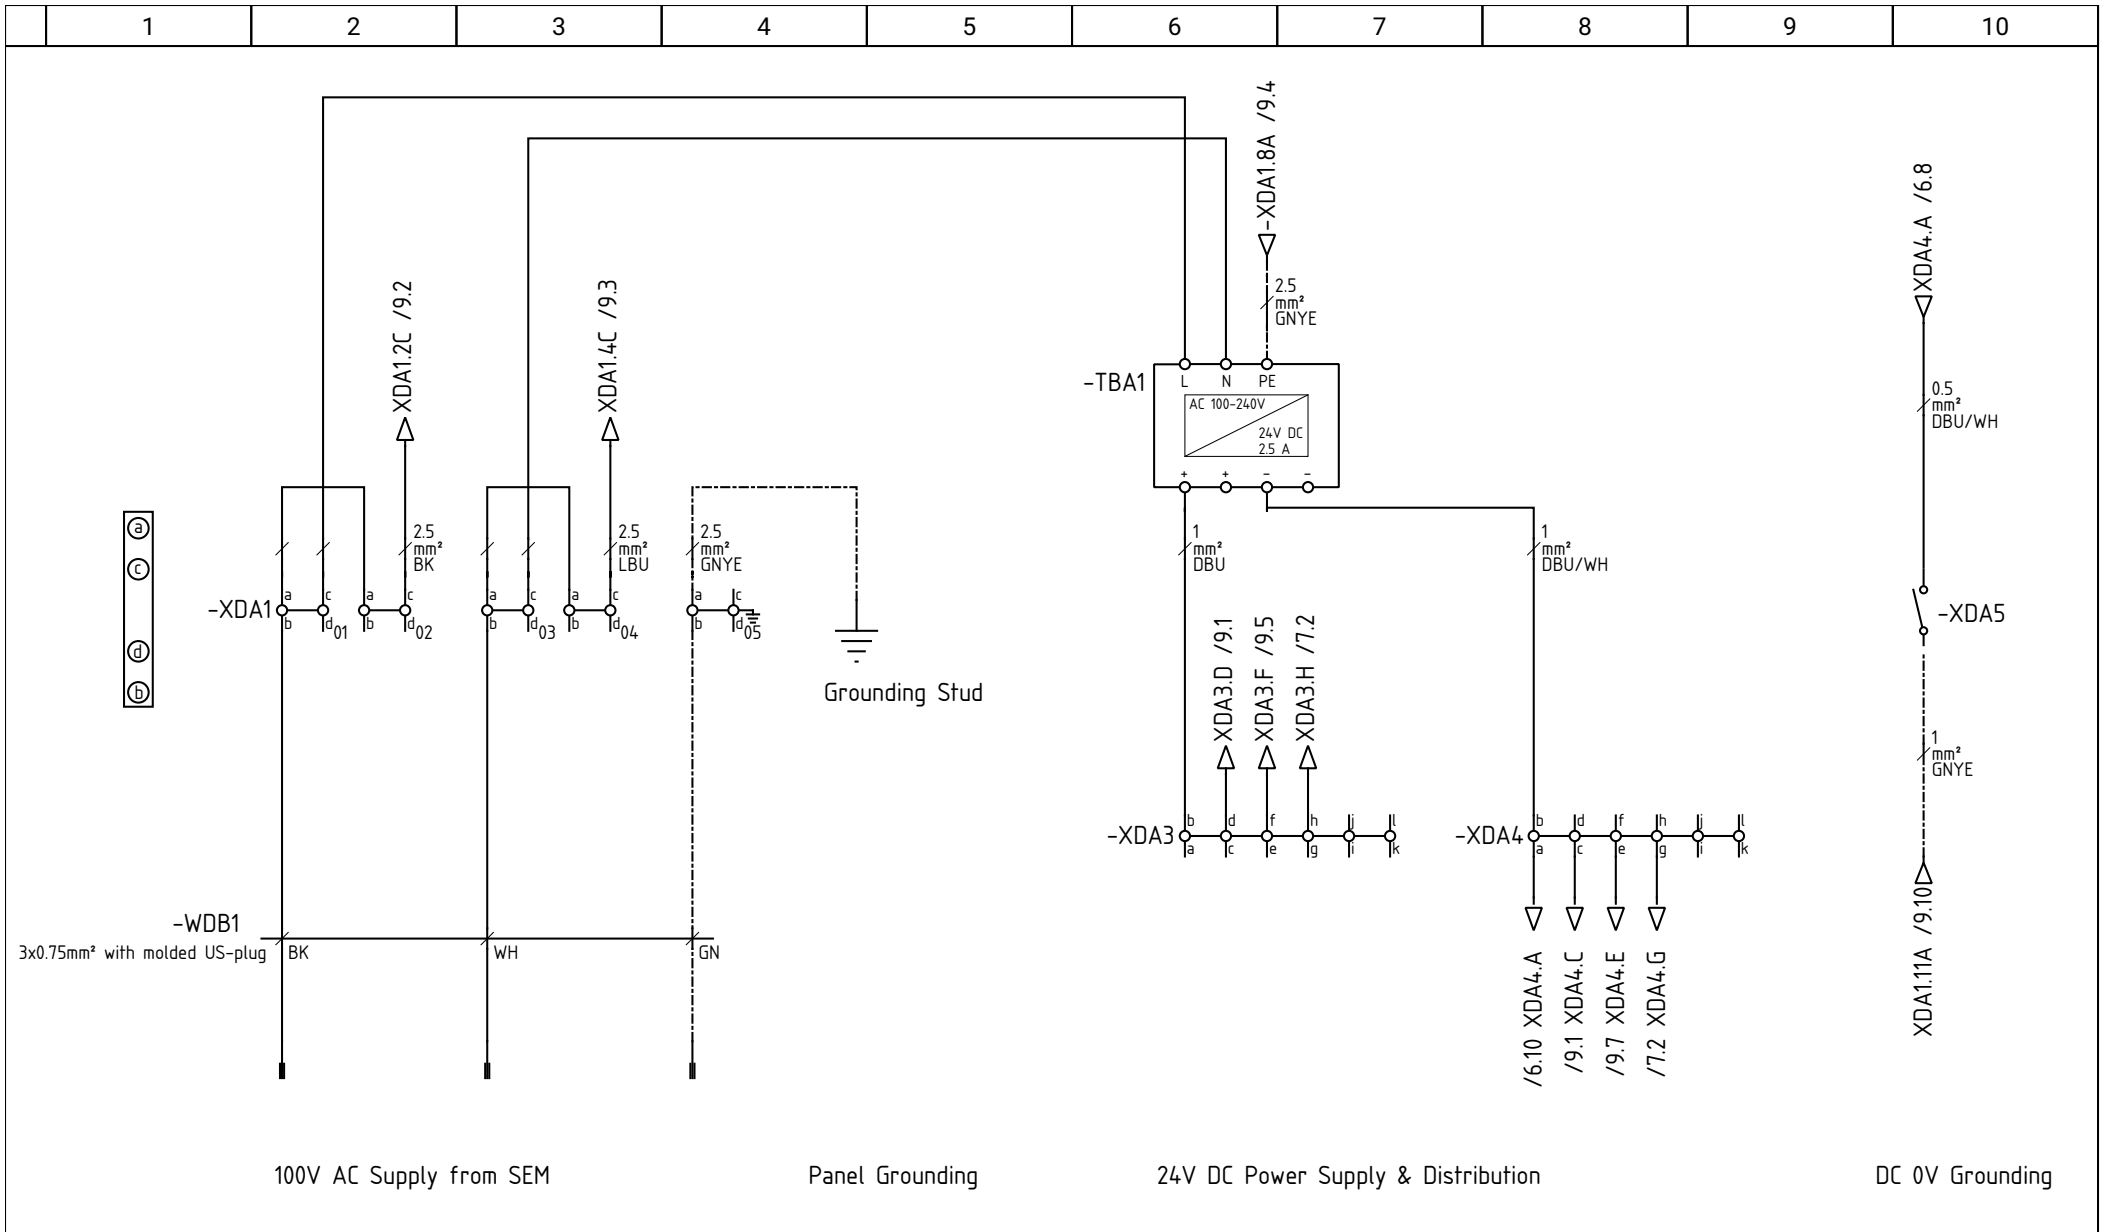 1 2 3 4 5 6 7 8 9 10
-XDA1.8A /9.4
XDA4.A /6.8
XDA1.2C /9.2
XDA1.4C /9.3
2.5
mm²
GNYE
-TBA1
L N PE
AC 100-240V
24V DC
2.5 A
+ + - -
0.5
mm²
DBU/WH
a
c
d
b
2.5
mm²
BK
2.5
mm²
LBU
2.5
mm²
GNYE
1
mm²
DBU
1
mm²
DBU/WH
-XDA1
a c a c a c a c a c
b d 01 b d 02 b d 03 b d 04 b d 05
-XDA5
Grounding Stud
XDA3.D /9.1
XDA3.F /9.5
XDA3.H /7.2
1
mm²
GNYE
-XDA3
b d f h j l
a c e g i k
-XDA4
b d f h j l
a c e g i k
-WDB1
3x0.75mm² with molded US-plug
BK
WH
GN
/6.10 XDA4.A
/9.1 XDA4.C
/9.7 XDA4.E
/7.2 XDA4.G
XDA1.11A /9.10
100V AC Supply from SEM
Panel Grounding
24V DC Power Supply & Distribution
DC 0V Grounding